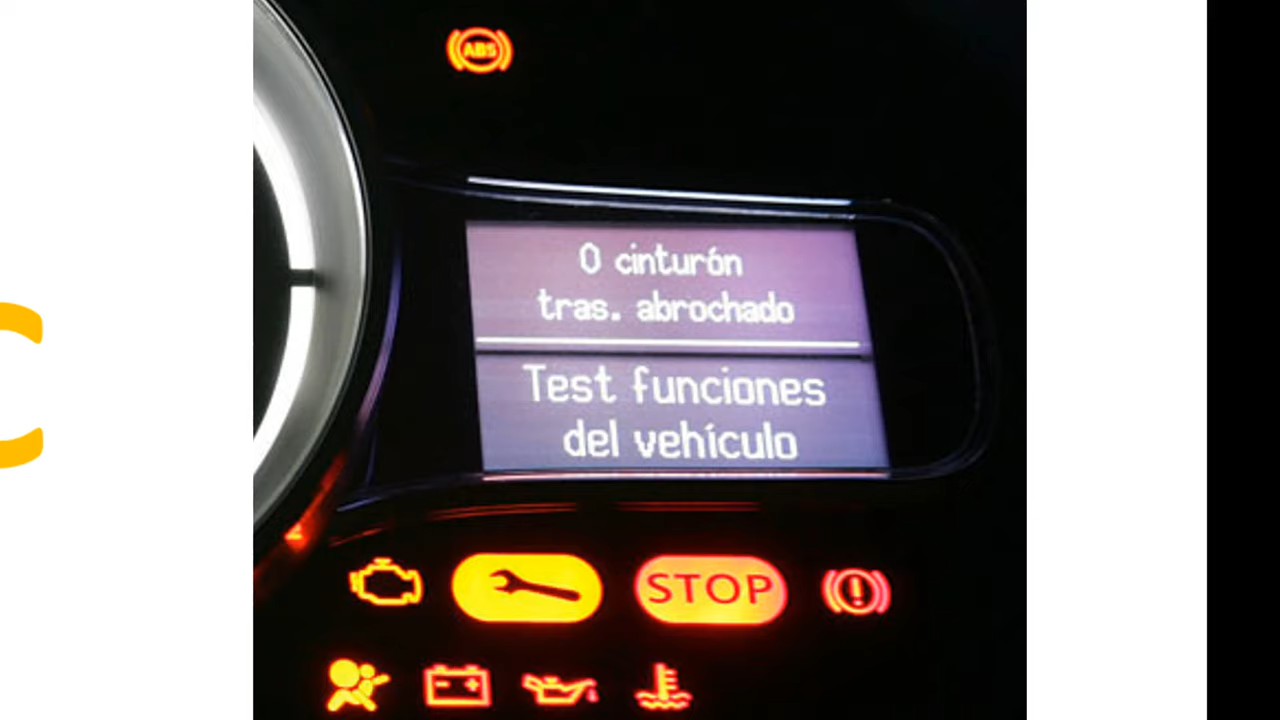 ABS
0 cinturón
tras. abrochado
Test funciones
del vehículo
STOP